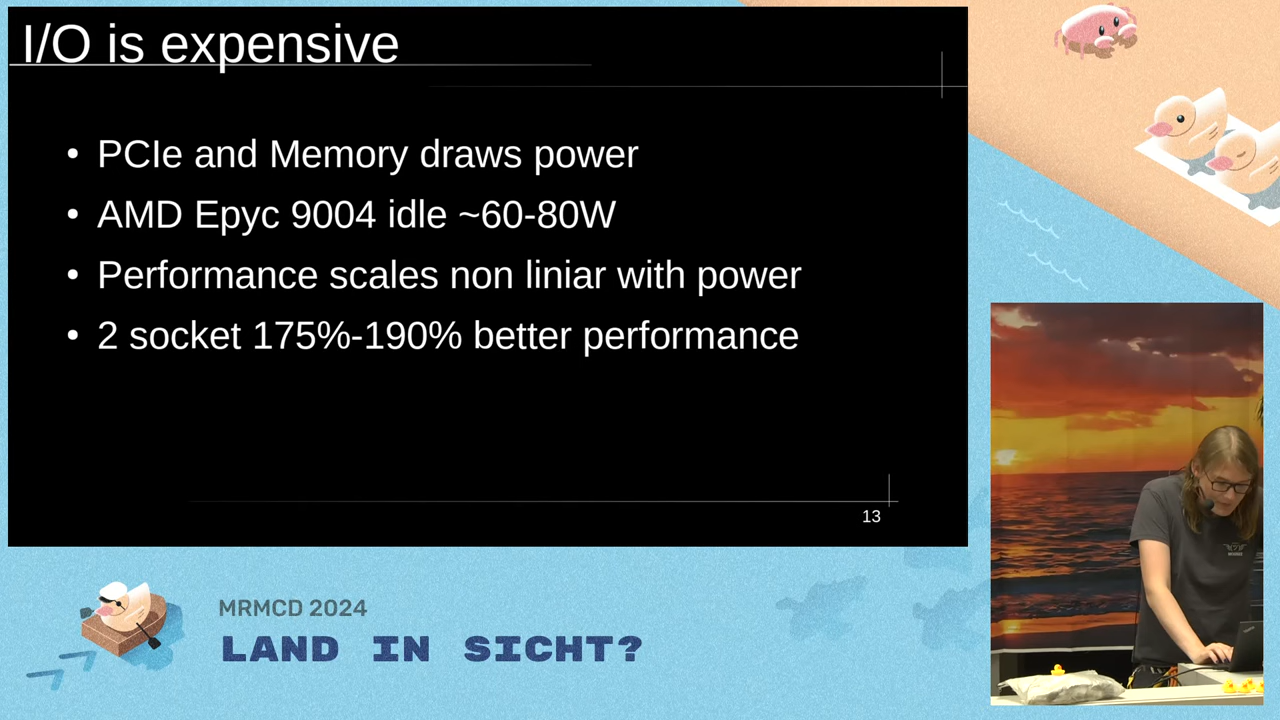 I/O is expensive
• PCIe and Memory draws power
• AMD Epyc 9004 idle ~60-80W
• Performance scales non liniar with power
• 2 socket 175%-190% better performance
13
MRMCD 2024
LAND IN SICHT?